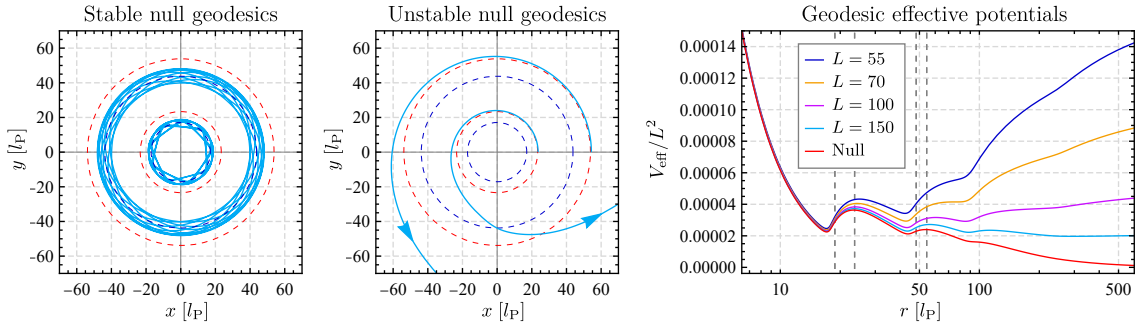 Stable null geodesics
60
40
20
0
−20
−40
−60
y [lP]
−60 −40 −20 0 20 40 60
x [lP]
Unstable null geodesics
60
40
20
0
−20
−40
−60
y [lP]
−60 −40 −20 0 20 40 60
x [lP]
Geodesic effective potentials
0.00014
0.00012
0.00010
0.00008
0.00006
0.00004
0.00002
0.00000
Veff/L²
L = 55
L = 70
L = 100
L = 150
Null
10 50 100 500
r [lP]